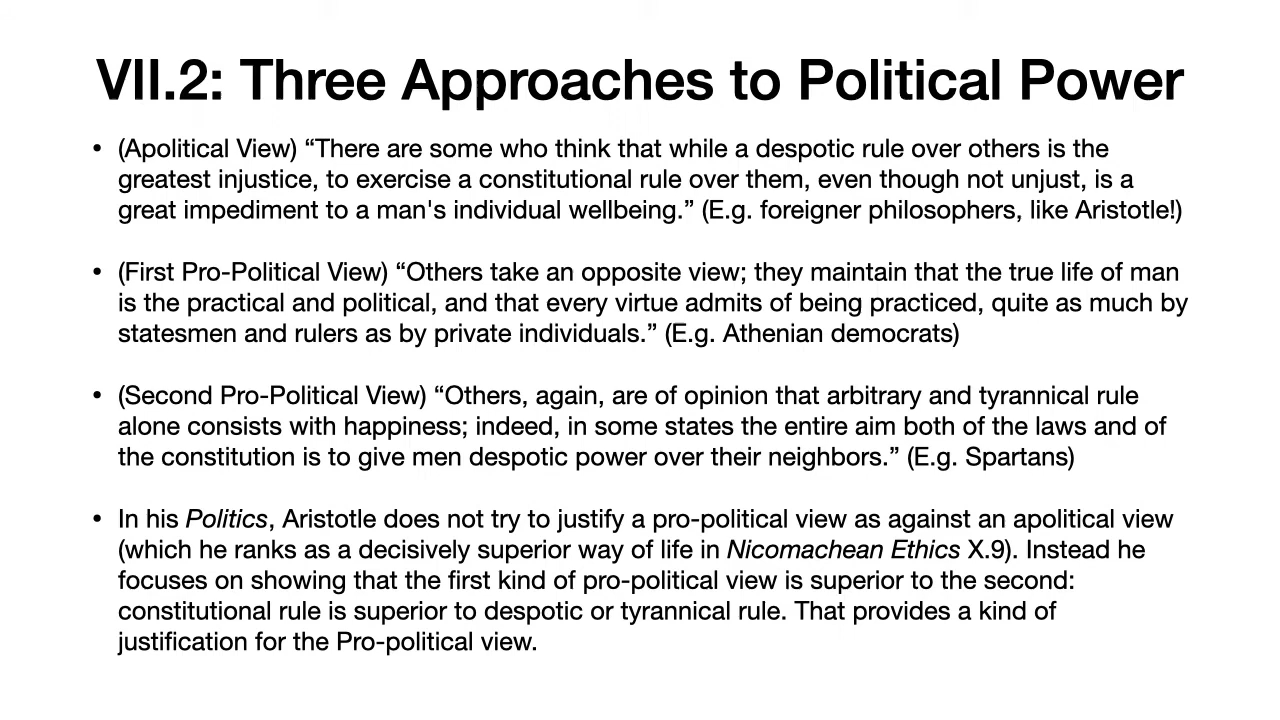 VII.2: Three Approaches to Political Power
• (Apolitical View) “There are some who think that while a despotic rule over others is the
greatest injustice, to exercise a constitutional rule over them, even though not unjust, is a
great impediment to a man's individual wellbeing.” (E.g. foreigner philosophers, like Aristotle!)
• (First Pro-Political View) “Others take an opposite view; they maintain that the true life of man
is the practical and political, and that every virtue admits of being practiced, quite as much by
statesmen and rulers as by private individuals.” (E.g. Athenian democrats)
• (Second Pro-Political View) “Others, again, are of opinion that arbitrary and tyrannical rule
alone consists with happiness; indeed, in some states the entire aim both of the laws and of
the constitution is to give men despotic power over their neighbors.” (E.g. Spartans)
• In his Politics, Aristotle does not try to justify a pro-political view as against an apolitical view
(which he ranks as a decisively superior way of life in Nicomachean Ethics X.9). Instead he
focuses on showing that the first kind of pro-political view is superior to the second:
constitutional rule is superior to despotic or tyrannical rule. That provides a kind of
justification for the Pro-political view.